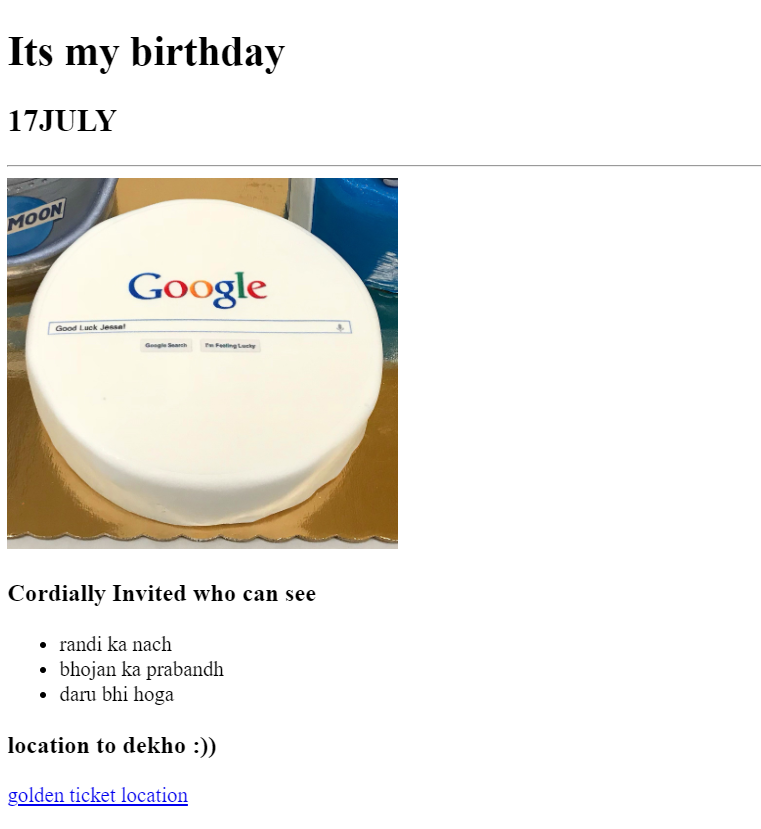 Its my birthday
17JULY
MOON
Google
Good Luck Jesse!
Google Search I'm Feeling Lucky
Cordially Invited who can see
randi ka nach
bhojan ka prabandh
daru bhi hoga
location to dekho :))
golden ticket location